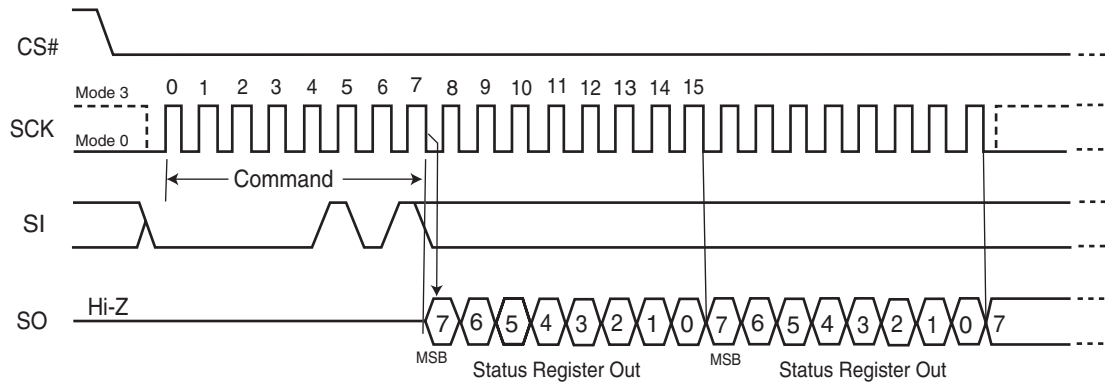 CS#
Mode 3
0 1 2 3 4 5 6 7 8 9 10 11 12 13 14 15
SCK
Mode 0
Command
SI
Hi-Z
SO
7 6 5 4 3 2 1 0 7 6 5 4 3 2 1 0 7
MSB Status Register Out MSB Status Register Out